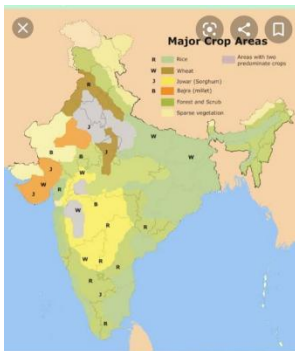 Major Crop Areas
R Rice
W Wheat
J Jowar (Sorghum)
B Bajra (millet)
Forest and Scrub
Sparse vegetation
Areas with two
predominate crops
R
J
W
W
R
J
R
J
R
W
J
R
W
W
R
R
R
R
W
R
R
J
R
R